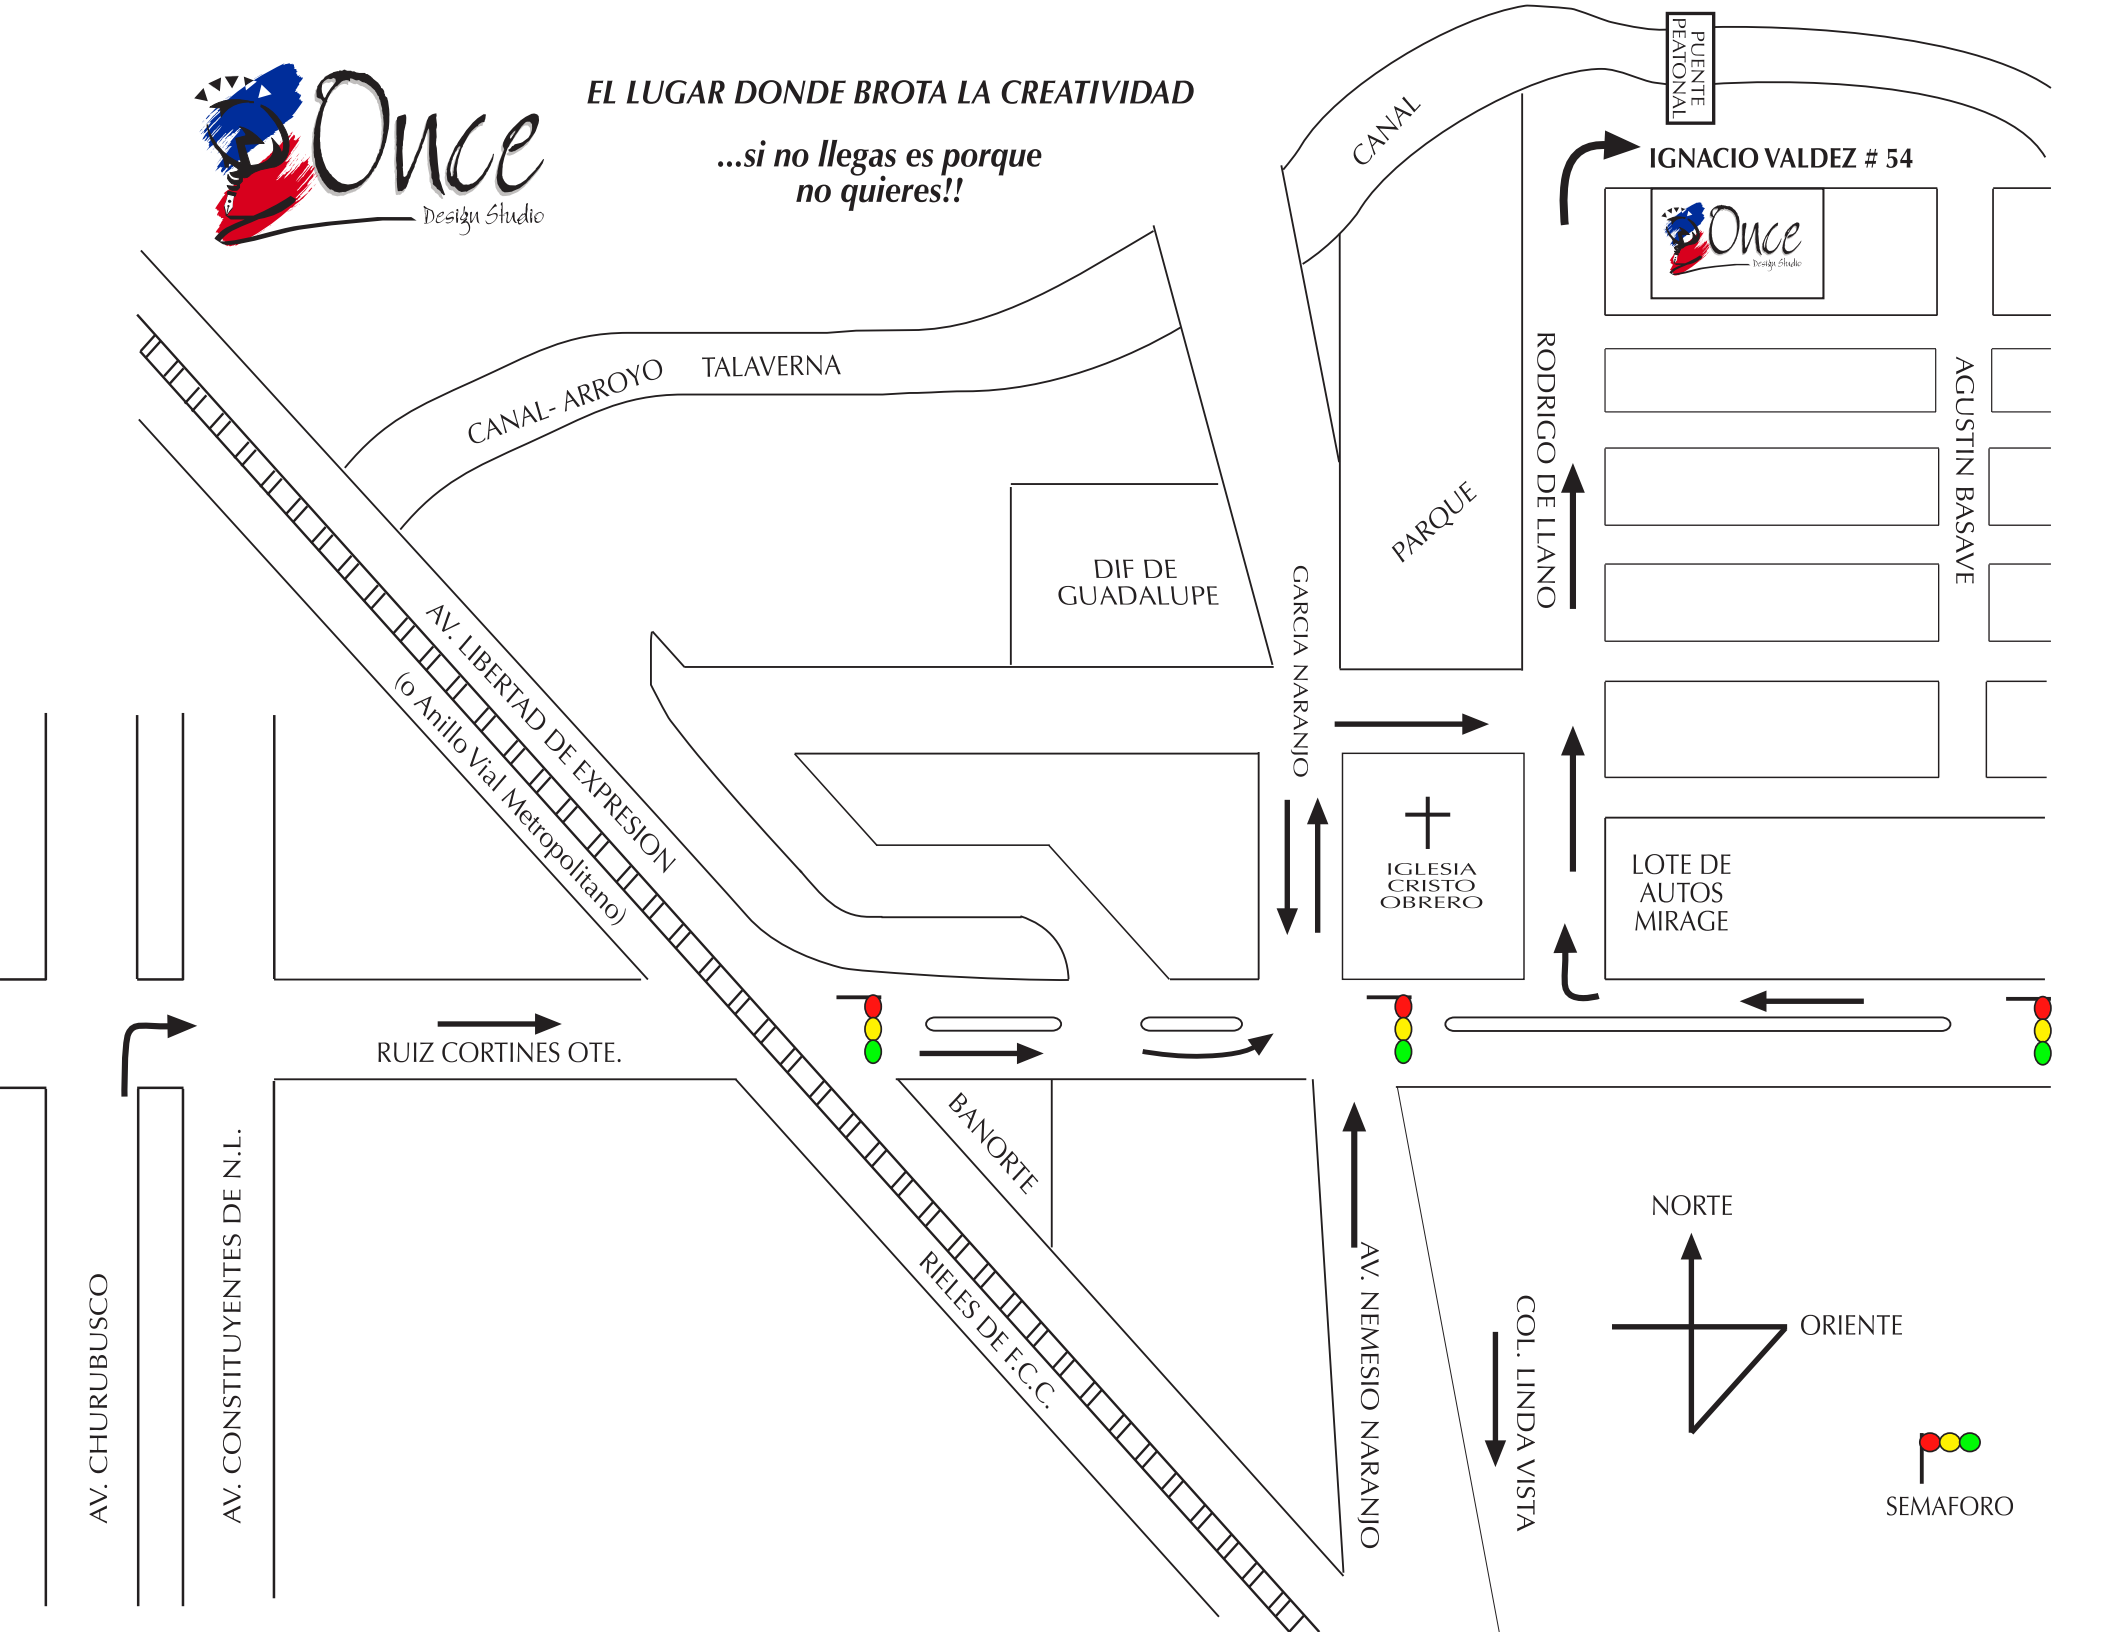 Once
Design Studio
EL LUGAR DONDE BROTA LA CREATIVIDAD
...si no llegas es porque
no quieres!!
PUENTE
PEATONAL
CANAL
IGNACIO VALDEZ # 54
Once
Design Studio
CANAL- ARROYO TALAVERNA
RODRIGO DE LLANO
AGUSTIN BASAVE
PARQUE
DIF DE
GUADALUPE
GARCIA NARANJO
AV. LIBERTAD DE EXPRESION
(o Anillo Vial Metropolitano)
IGLESIA
CRISTO
OBRERO
LOTE DE
AUTOS
MIRAGE
RUIZ CORTINES OTE.
BANORTE
RIELES DE F.C.C.
AV. CHURUBUSCO
AV. CONSTITUYENTES DE N.L.
AV. NEMESIO NARANJO
COL. LINDA VISTA
NORTE
ORIENTE
SEMAFORO